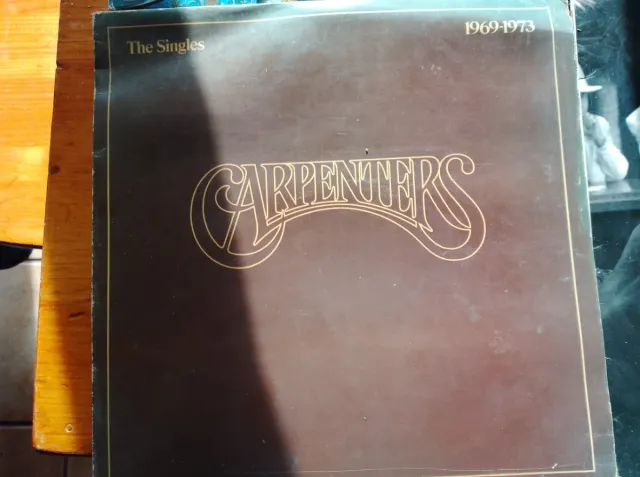 The Singles
1969-1973
CARPENTERS